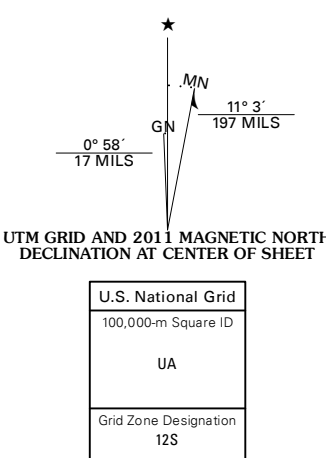 ★
MN
11° 3´
197 MILS
GN
0° 58´
17 MILS
UTM GRID AND 2011 MAGNETIC NORTH
DECLINATION AT CENTER OF SHEET
U.S. National Grid
100,000-m Square ID
UA
Grid Zone Designation
12S